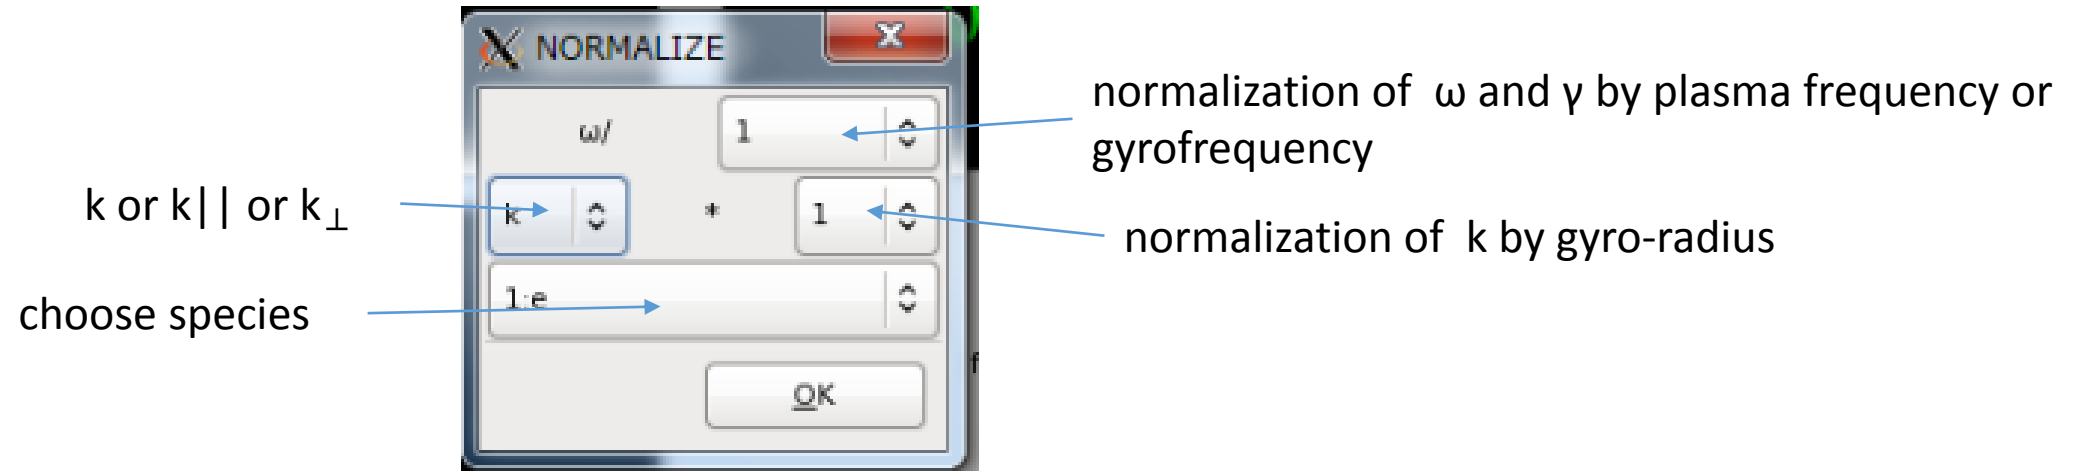 NORMALIZE
ω/ 1
normalization of ω and γ by plasma frequency or
gyrofrequency
k or k|| or k⊥
k * 1
normalization of k by gyro-radius
choose species
1:e
OK
f